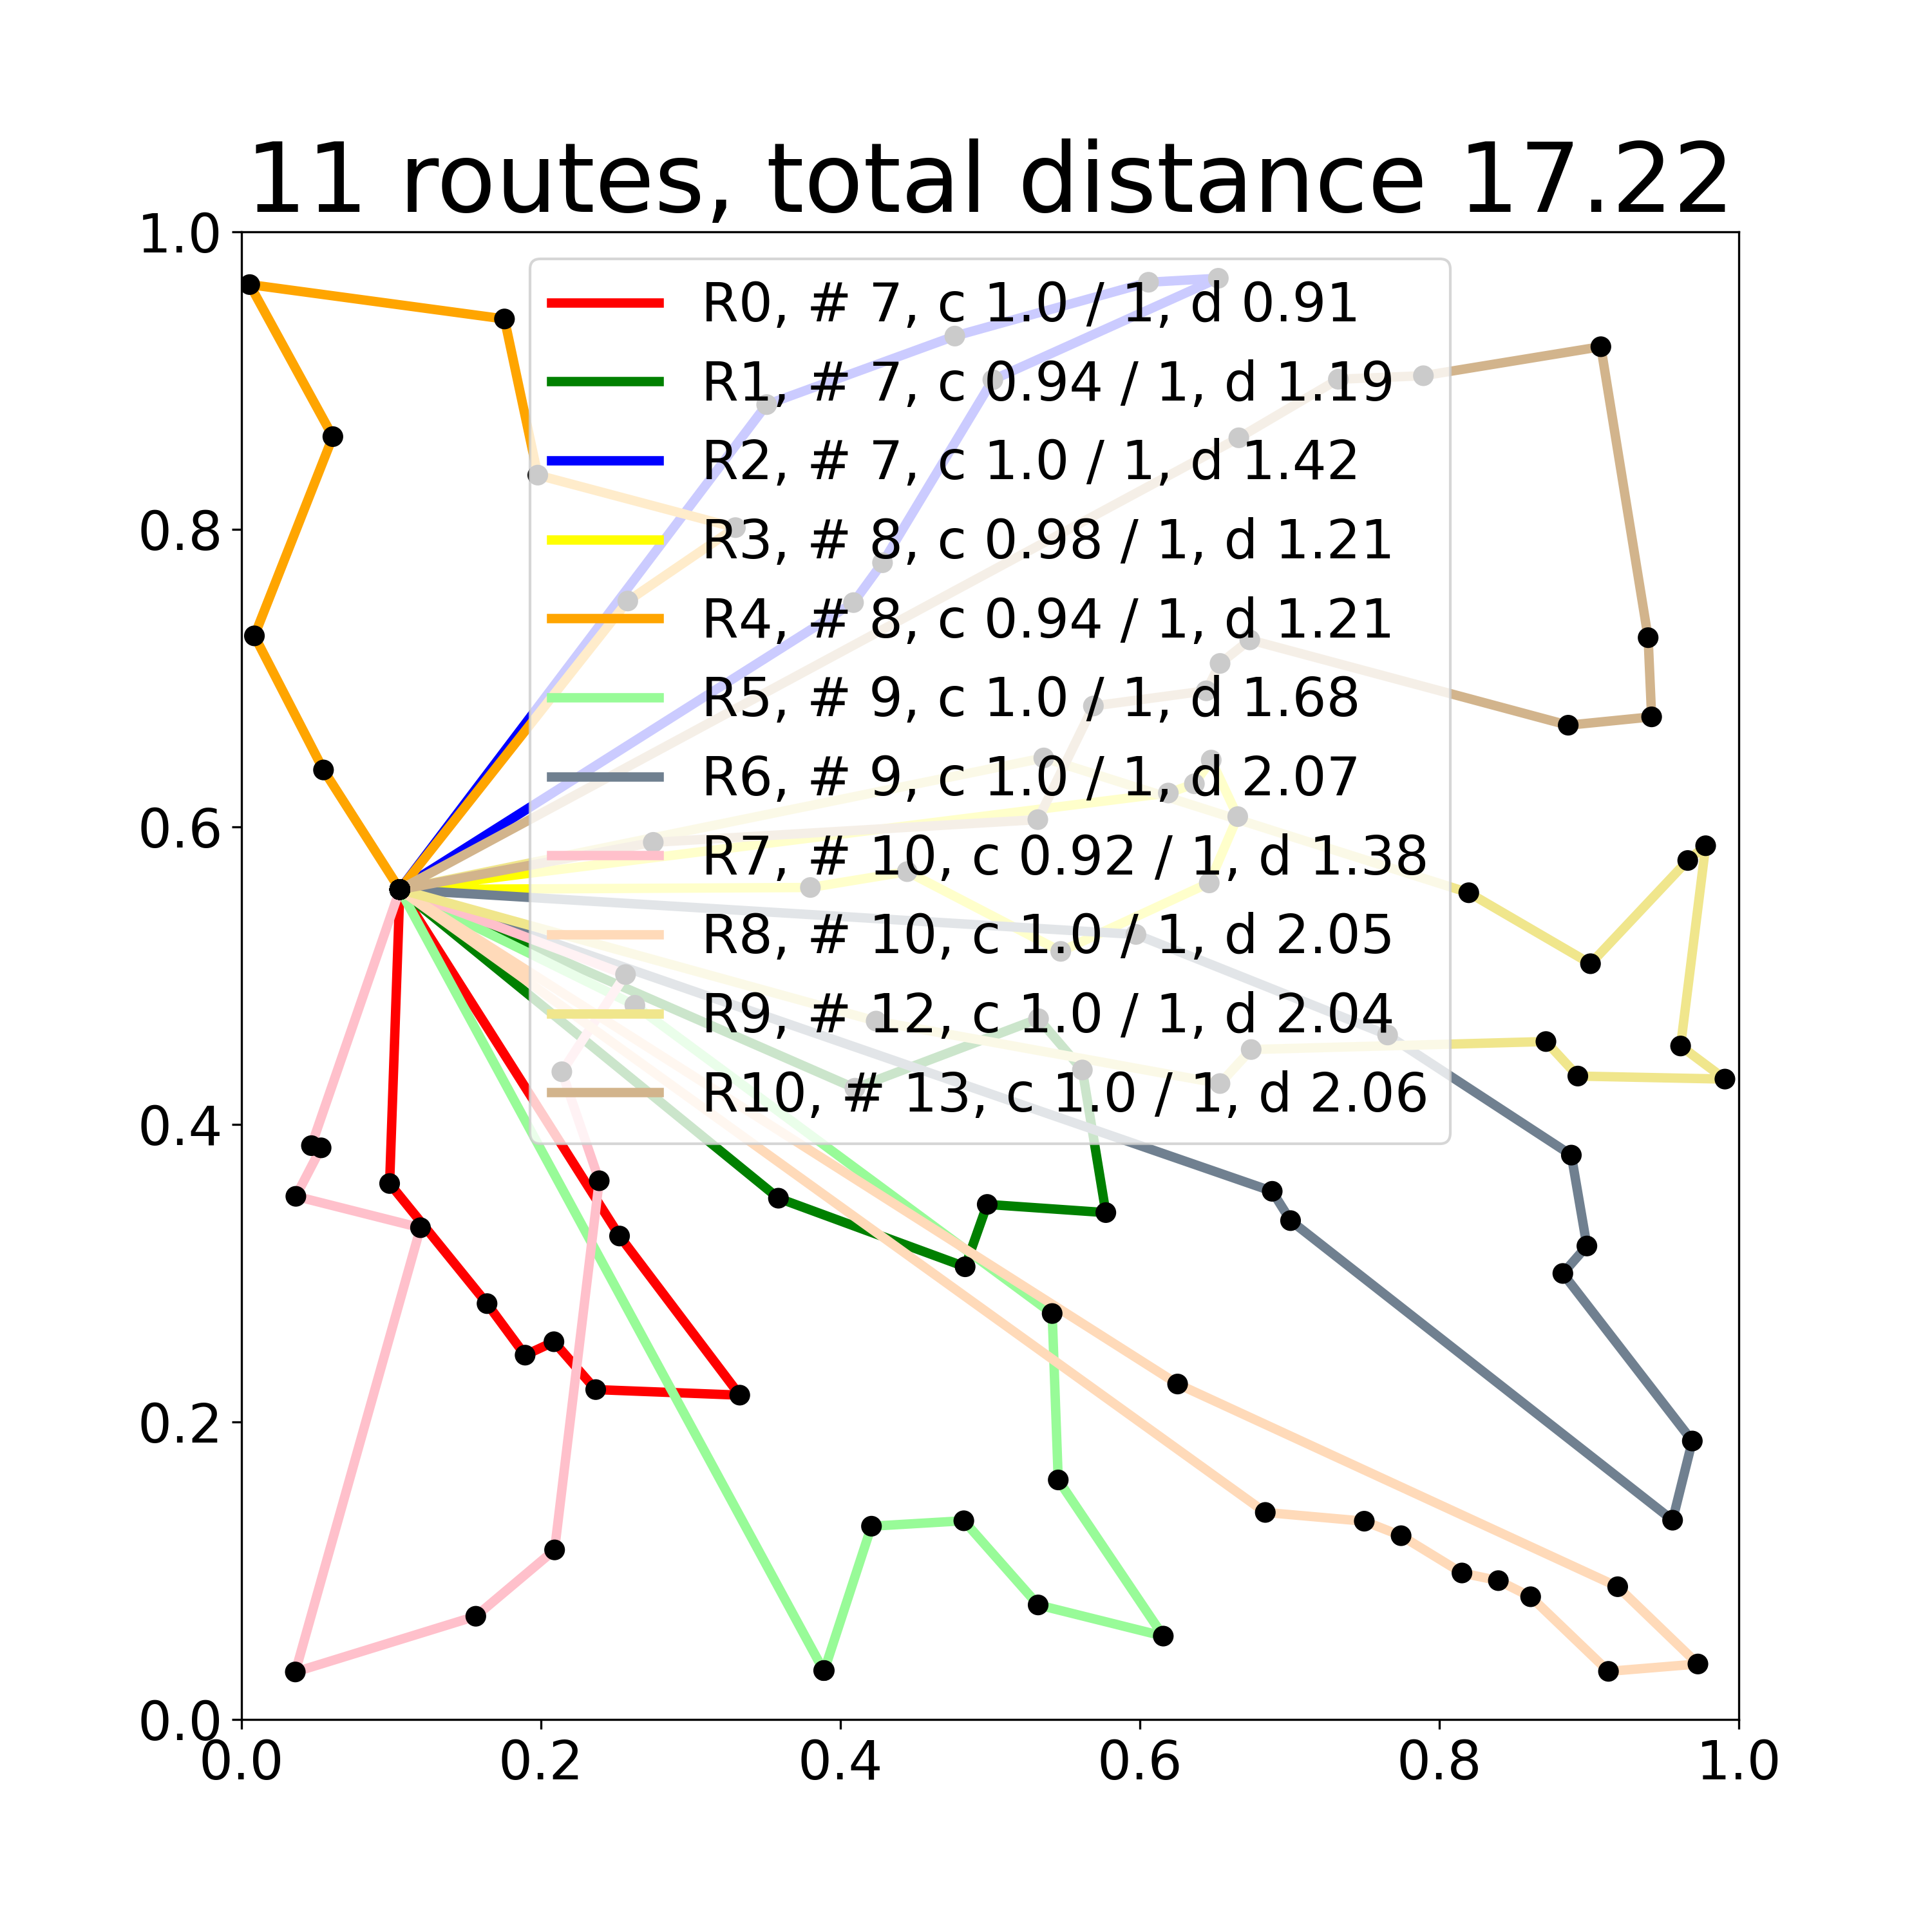 11 routes, total distance 17.22
1.0
0.8
0.6
0.4
0.2
0.0
R0, # 7, c 1.0 / 1, d 0.91
R1, # 7, c 0.94 / 1, d 1.19
R2, # 7, c 1.0 / 1, d 1.42
R3, # 8, c 0.98 / 1, d 1.21
R4, # 8, c 0.94 / 1, d 1.21
R5, # 9, c 1.0 / 1, d 1.68
R6, # 9, c 1.0 / 1, d 2.07
R7, # 10, c 0.92 / 1, d 1.38
R8, # 10, c 1.0 / 1, d 2.05
R9, # 12, c 1.0 / 1, d 2.04
R10, # 13, c 1.0 / 1, d 2.06
0.0 0.2 0.4 0.6 0.8 1.0